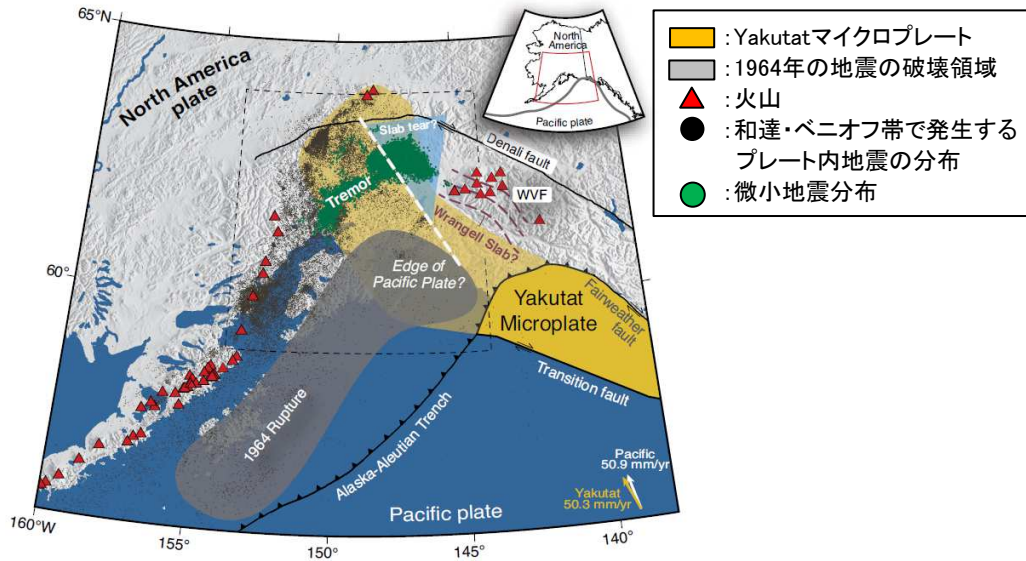 65°N
North America
plate
North
America
Pacific plate
Slab tear?
Denali fault
Tremor
WVF
Wrangell Slab?
60°
Edge of
Pacific Plate?
Yakutat
Microplate
Fairweather
fault
Transition fault
1964 Rupture
Alaska-Aleutian Trench
Pacific
50.9 mm/yr
Yakutat
50.3 mm/yr
Pacific plate
160°W
155°
150°
145°
140°
:Yakutatマイクロプレート
:1964年の地震の破壊領域
:火山
:和達・ベニオフ帯で発生する
プレート内地震の分布
:微小地震分布